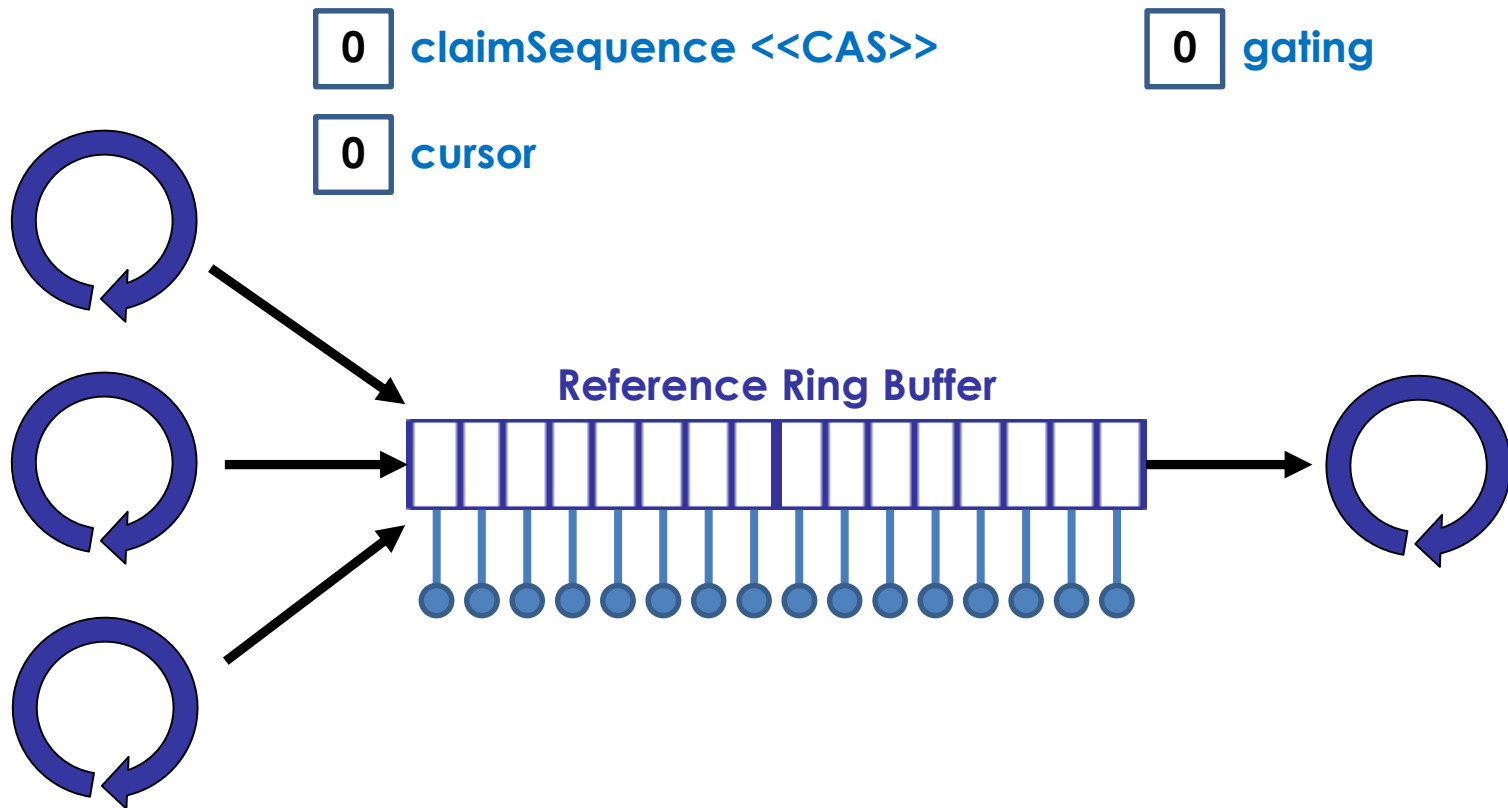 0 claimSequence <<CAS>>
0 gating
0 cursor
Reference Ring Buffer